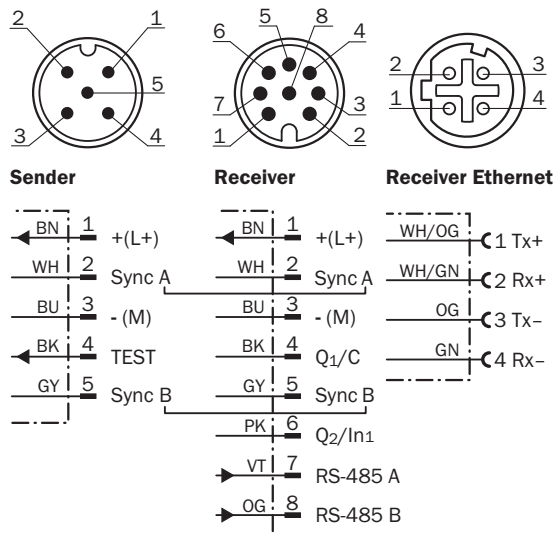 2 1
5
3 4
5 8
6 4
7 3
1 2
2 3
1 4
Sender
BN 1 +(L+)
WH 2 Sync A
BU 3 - (M)
BK 4 TEST
GY 5 Sync B
Receiver
BN 1 +(L+)
WH 2 Sync A
BU 3 - (M)
BK 4 Q1/C
GY 5 Sync B
PK 6 Q2/In1
VT 7 RS-485 A
OG 8 RS-485 B
Receiver Ethernet
WH/OG 1 Tx+
WH/GN 2 Rx+
OG 3 Tx–
GN 4 Rx–